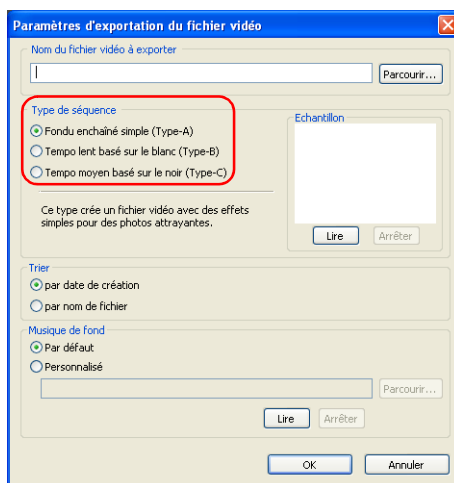 Paramètres d'exportation du fichier vidéo
Nom du fichier vidéo à exporter
Parcourir...
Type de séquence
Fondu enchaîné simple (Type-A)
Tempo lent basé sur le blanc (Type-B)
Tempo moyen basé sur le noir (Type-C)
Ce type crée un fichier vidéo avec des effets
simples pour des photos attrayantes.
Echantillon
Lire
Arrêter
Trier
par date de création
par nom de fichier
Musique de fond
Par défaut
Personnalisé
Parcourir...
Lire
Arrêter
OK
Annuler